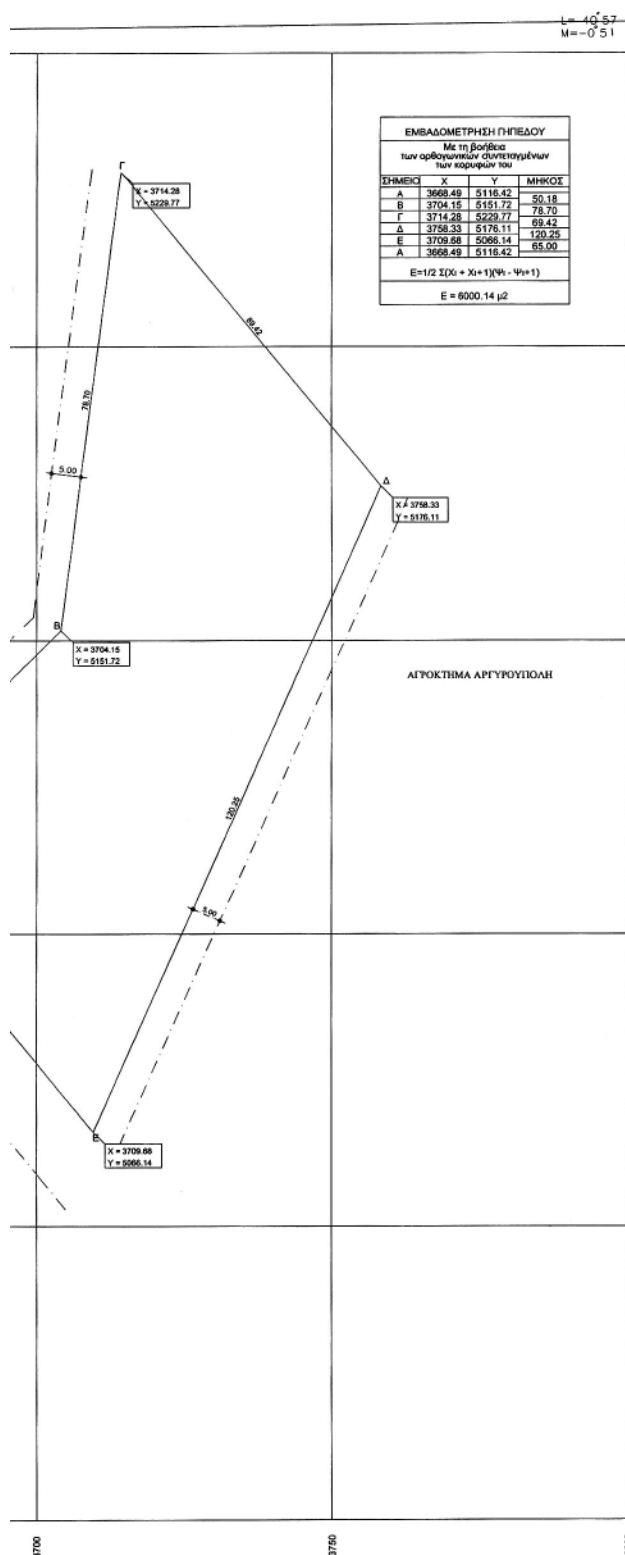 L= 40°57
M=-0°51
ΕΜΒΑΔΟΜΕΤΡΗΣΗ ΓΗΠΕΔΟΥ
Με τη βοήθεια
των ορθογωνικών συντεταγμένων
των κορυφών του
ΣΗΜΕΙΟ X Y ΜΗΚΟΣ
Α 3668.49 5116.42
50.18
Β 3704.15 5151.72
78.70
Γ 3714.28 5229.77
69.42
Δ 3758.33 5176.11
120.25
Ε 3709.68 5066.14
65.00
Α 3668.49 5116.42
E=1/2 Σ(Xi + Xi+1)(Ψi - Ψi+1)
E = 6000.14 μ2
Γ
X = 3714.28
Y = 5229.77
69.42
78.70
5.00
Δ
X = 3758.33
Y = 5176.11
Β
X = 3704.15
Y = 5151.72
ΑΓΡΟΚΤΗΜΑ ΑΡΓΥΡΟΥΠΟΛΗ
120.25
5.00
Ε
X = 3709.68
Y = 5066.14
3700
3750